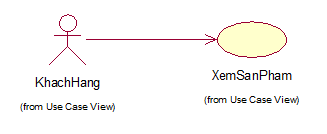 KhachHang
(from Use Case View)
XemSanPham
(from Use Case View)